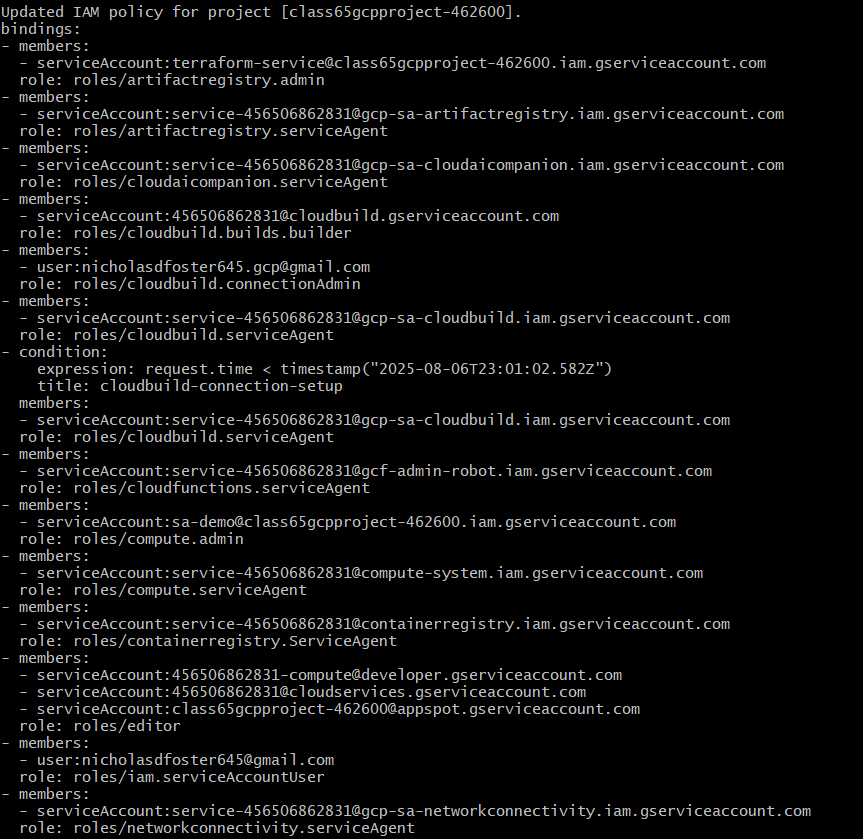 Updated IAM policy for project [class65gcpproject-462600].
bindings:
- members:
  - serviceAccount:terraform-service@class65gcpproject-462600.iam.gserviceaccount.com
  role: roles/artifactregistry.admin
- members:
  - serviceAccount:service-456506862831@gcp-sa-artifactregistry.iam.gserviceaccount.com
  role: roles/artifactregistry.serviceAgent
- members:
  - serviceAccount:service-456506862831@gcp-sa-cloudaicompanion.iam.gserviceaccount.com
  role: roles/cloudaicompanion.serviceAgent
- members:
  - serviceAccount:456506862831@cloudbuild.gserviceaccount.com
  role: roles/cloudbuild.builds.builder
- members:
  - user:nicholasdfoster645.gcp@gmail.com
  role: roles/cloudbuild.connectionAdmin
- members:
  - serviceAccount:service-456506862831@gcp-sa-cloudbuild.iam.gserviceaccount.com
  role: roles/cloudbuild.serviceAgent
- condition:
    expression: request.time < timestamp("2025-08-06T23:01:02.582Z")
    title: cloudbuild-connection-setup
  members:
  - serviceAccount:service-456506862831@gcp-sa-cloudbuild.iam.gserviceaccount.com
  role: roles/cloudbuild.serviceAgent
- members:
  - serviceAccount:service-456506862831@gcf-admin-robot.iam.gserviceaccount.com
  role: roles/cloudfunctions.serviceAgent
- members:
  - serviceAccount:sa-demo@class65gcpproject-462600.iam.gserviceaccount.com
  role: roles/compute.admin
- members:
  - serviceAccount:service-456506862831@compute-system.iam.gserviceaccount.com
  role: roles/compute.serviceAgent
- members:
  - serviceAccount:service-456506862831@containerregistry.iam.gserviceaccount.com
  role: roles/containerregistry.ServiceAgent
- members:
  - serviceAccount:456506862831-compute@developer.gserviceaccount.com
  - serviceAccount:456506862831@cloudservices.gserviceaccount.com
  - serviceAccount:class65gcpproject-462600@appspot.gserviceaccount.com
  role: roles/editor
- members:
  - user:nicholasdfoster645@gmail.com
  role: roles/iam.serviceAccountUser
- members:
  - serviceAccount:service-456506862831@gcp-sa-networkconnectivity.iam.gserviceaccount.com
  role: roles/networkconnectivity.serviceAgent